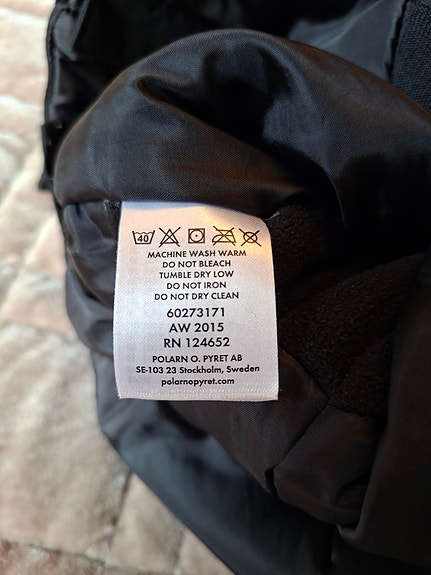 40
MACHINE WASH WARM
DO NOT BLEACH
TUMBLE DRY LOW
DO NOT IRON
DO NOT DRY CLEAN
60273171
AW 2015
RN 124652
POLARN O. PYRET AB
SE-103 23 Stockholm, Sweden
polarnopyret.com